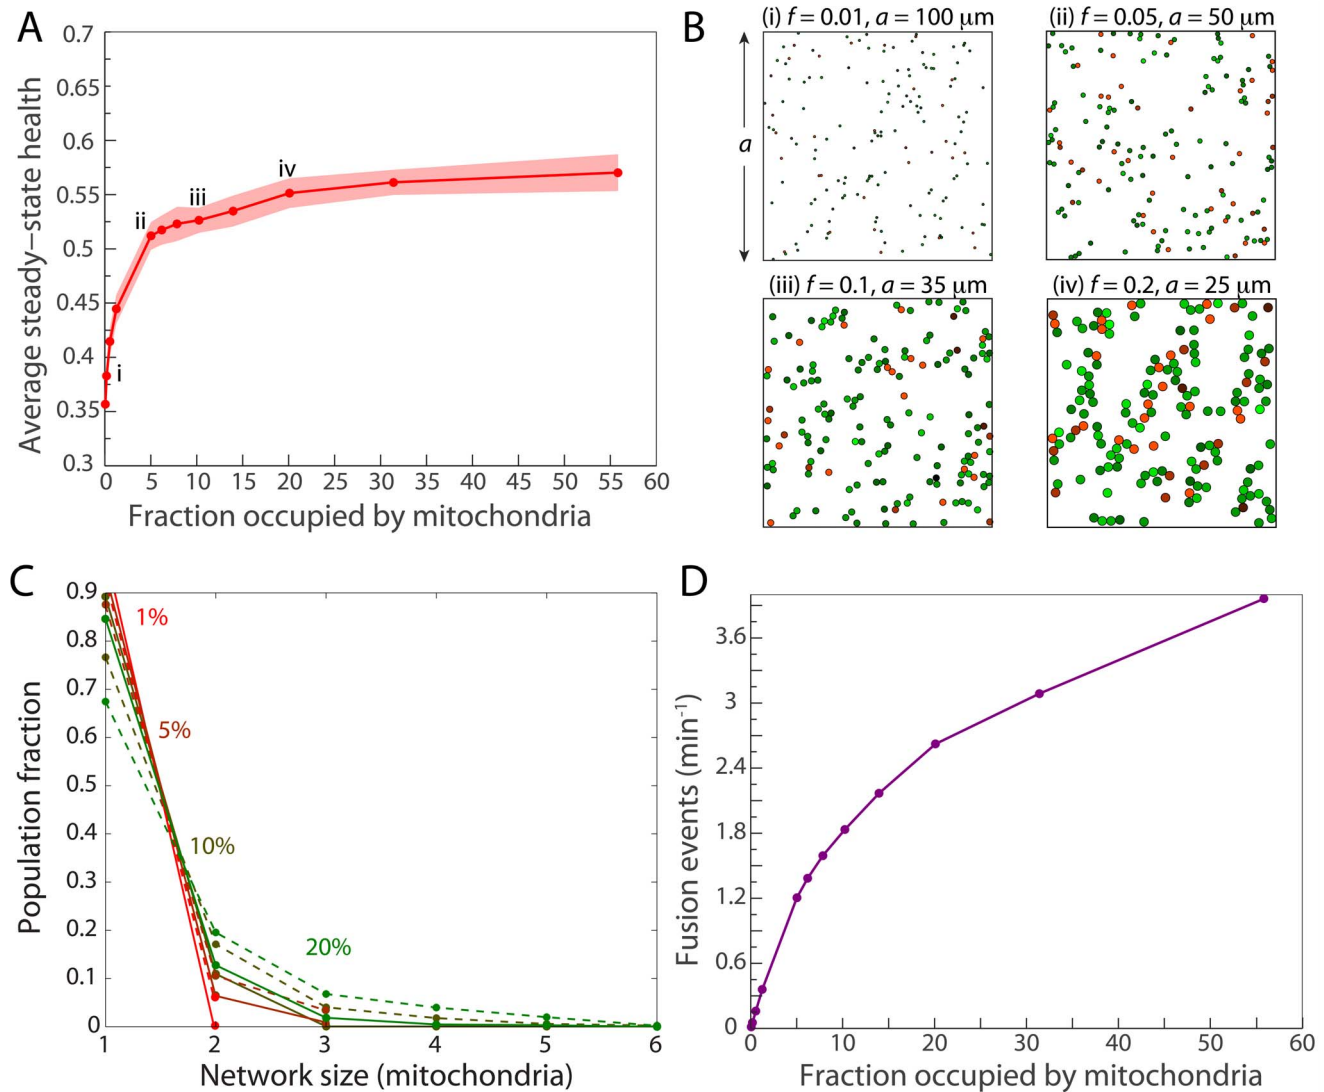 A
0.7
0.65
0.6
0.55
0.5
0.45
0.4
0.35
0.3
Average steady–state health
i
ii
iii
iv
0 5 10 15 20 25 30 35 40 45 50 55 60
Fraction occupied by mitochondria
B
(i) f = 0.01, a = 100 μm
(ii) f = 0.05, a = 50 μm
a
(iii) f = 0.1, a = 35 μm
(iv) f = 0.2, a = 25 μm
C
0.9
0.8
0.7
0.6
0.5
0.4
0.3
0.2
0.1
0
Population fraction
1%
5%
10%
20%
1 2 3 4 5 6
Network size (mitochondria)
D
3.6
3
2.4
1.8
1.2
0.6
0
Fusion events (min⁻¹)
0 10 20 30 40 50 60
Fraction occupied by mitochondria